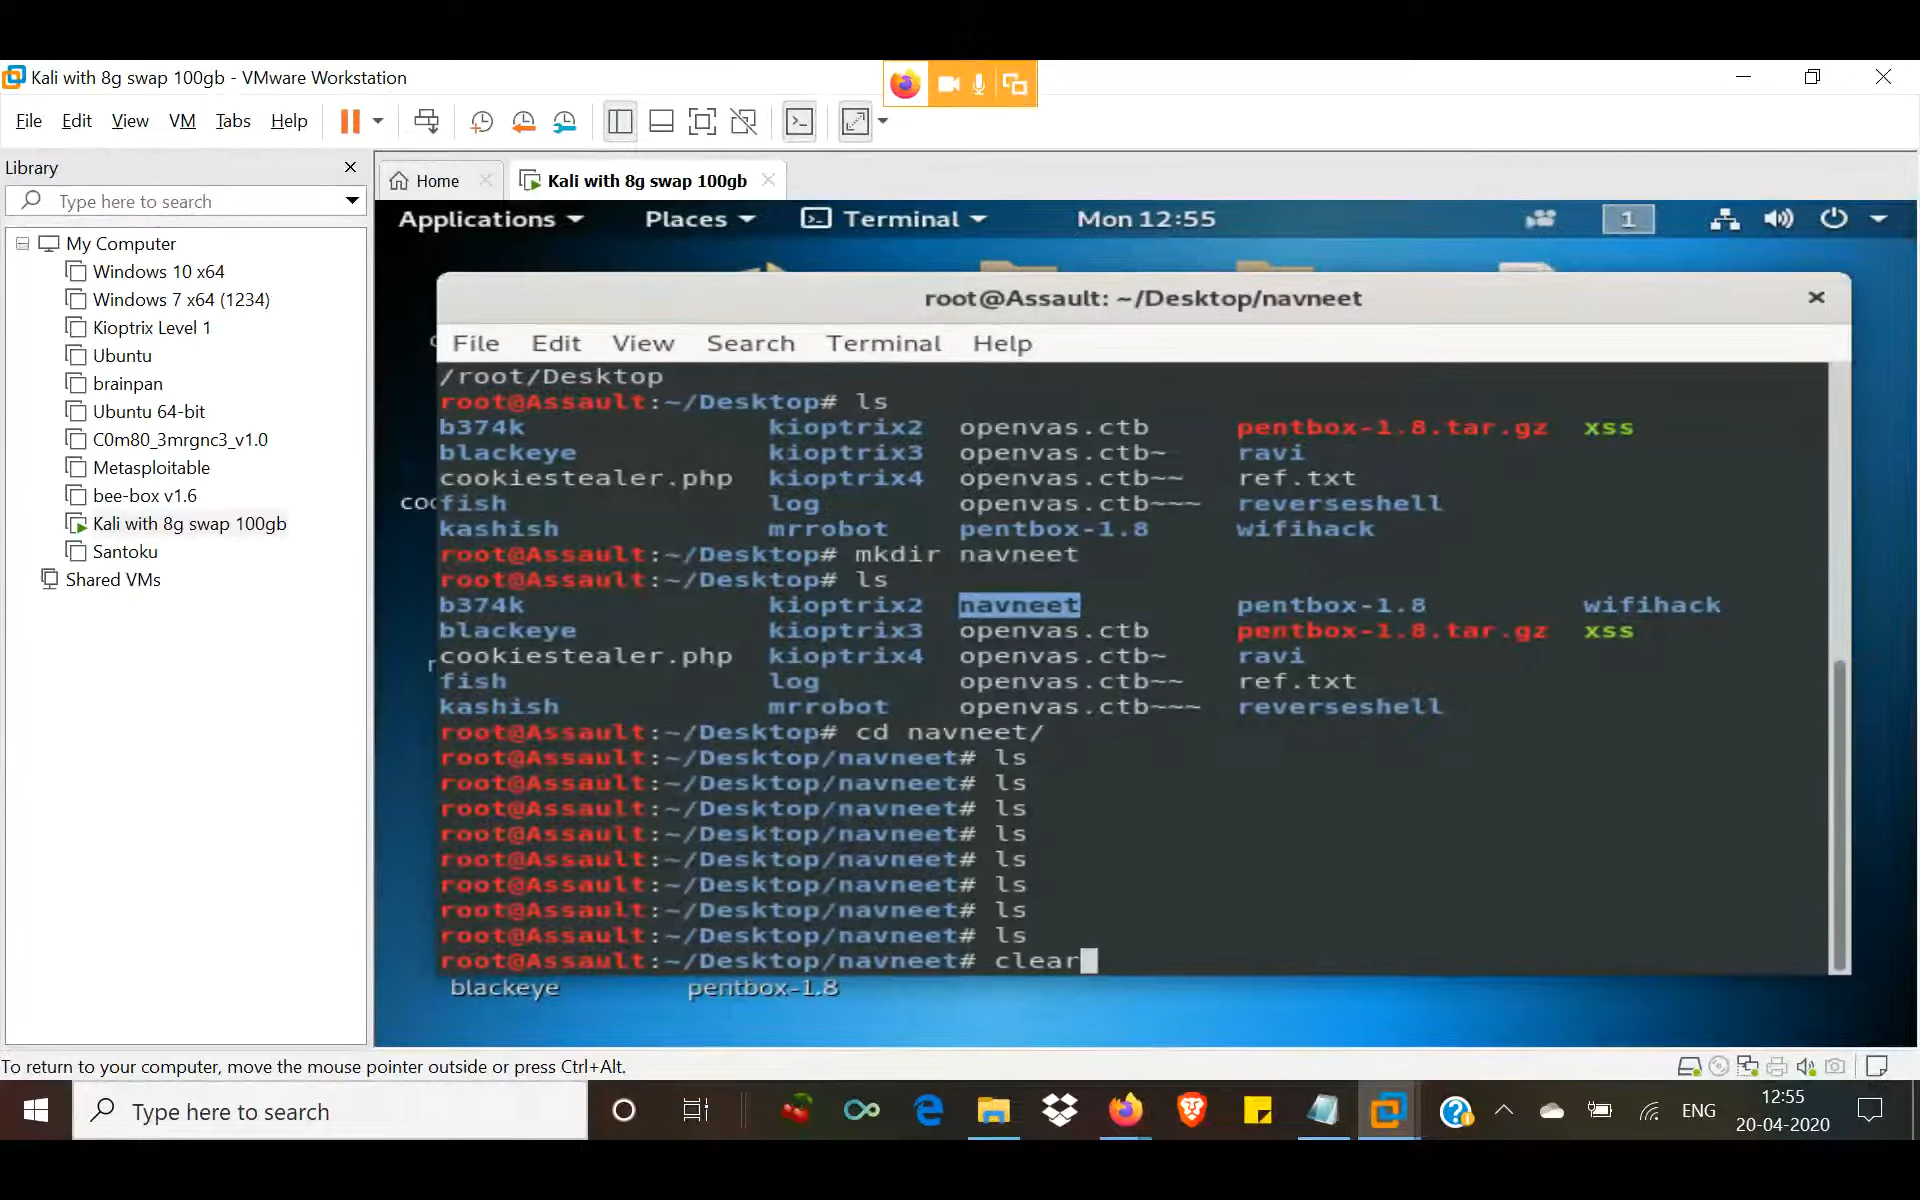 Kali with 8g swap 100gb - VMware Workstation
File Edit View VM Tabs Help
Library
Type here to search
My Computer
Windows 10 x64
Windows 7 x64 (1234)
Kioptrix Level 1
Ubuntu
brainpan
Ubuntu 64-bit
C0m80_3mrgnc3_v1.0
Metasploitable
bee-box v1.6
Kali with 8g swap 100gb
Santoku
Shared VMs
Home Kali with 8g swap 100gb
Applications Places Terminal Mon 12:55 1
root@Assault: ~/Desktop/navneet
File Edit View Search Terminal Help
/root/Desktop
root@Assault:~/Desktop# ls
b374k kioptrix2 openvas.ctb pentbox-1.8.tar.gz xss
blackeye kioptrix3 openvas.ctb~ ravi
cookiestealer.php kioptrix4 openvas.ctb~~ ref.txt
fish log openvas.ctb~~~ reverseshell
kashish mrrobot pentbox-1.8 wifihack
root@Assault:~/Desktop# mkdir navneet
root@Assault:~/Desktop# ls
b374k kioptrix2 navneet pentbox-1.8 wifihack
blackeye kioptrix3 openvas.ctb pentbox-1.8.tar.gz xss
cookiestealer.php kioptrix4 openvas.ctb~ ravi
fish log openvas.ctb~~ ref.txt
kashish mrrobot openvas.ctb~~~ reverseshell
root@Assault:~/Desktop# cd navneet/
root@Assault:~/Desktop/navneet# ls
root@Assault:~/Desktop/navneet# ls
root@Assault:~/Desktop/navneet# ls
root@Assault:~/Desktop/navneet# ls
root@Assault:~/Desktop/navneet# ls
root@Assault:~/Desktop/navneet# ls
root@Assault:~/Desktop/navneet# ls
root@Assault:~/Desktop/navneet# ls
root@Assault:~/Desktop/navneet# clear
blackeye pentbox-1.8
To return to your computer, move the mouse pointer outside or press Ctrl+Alt.
Type here to search
ENG
12:55
20-04-2020